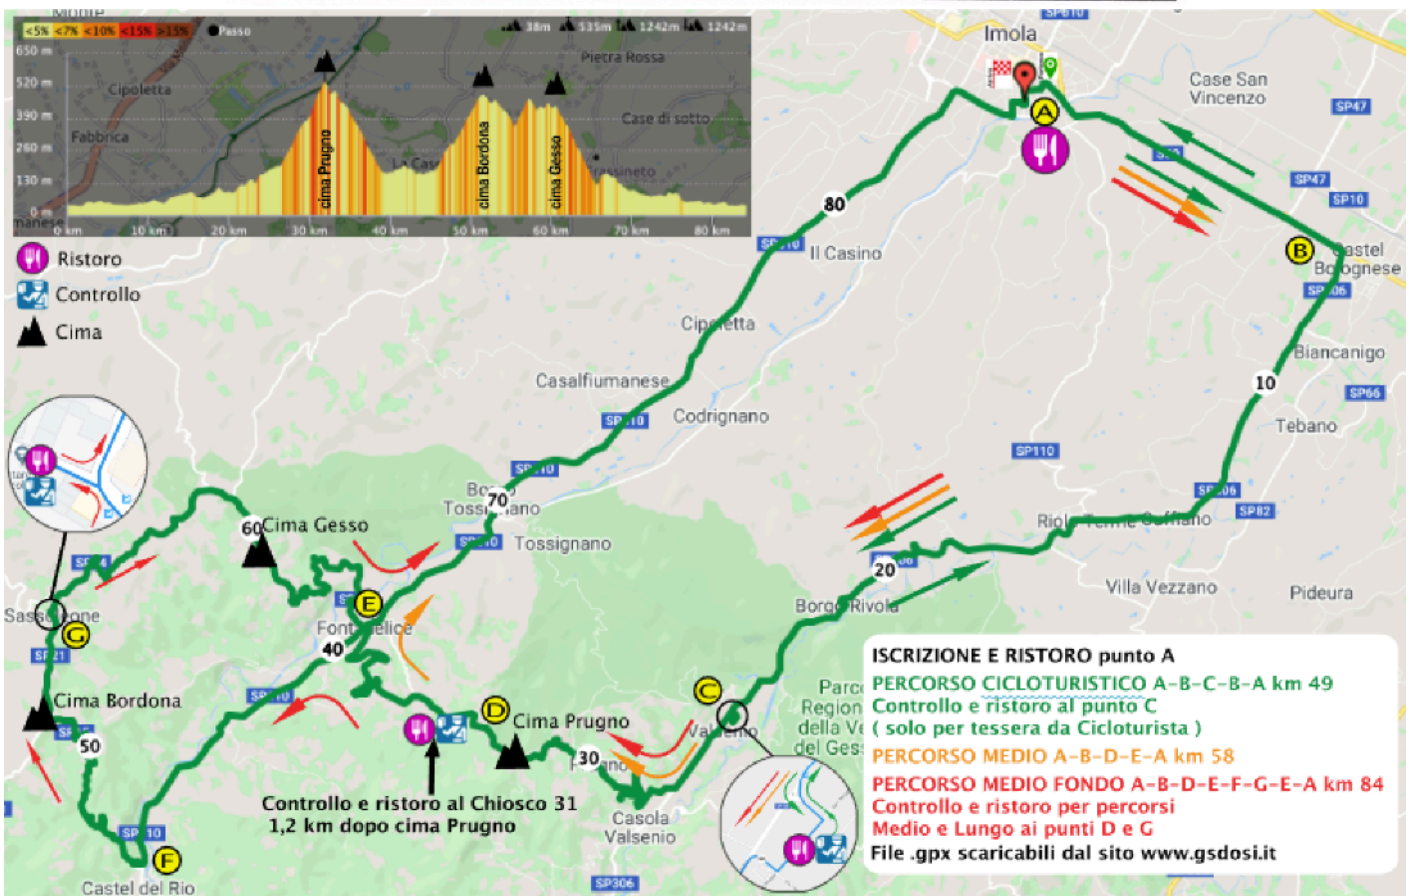 <5% <7% <10% <15% >15%
Passo
38m 535m 1242m 1242m
650 m
520 m
390 m
260 m
130 m
0 m
0 km 10 km 20 km 30 km 40 km 50 km 60 km 70 km 80 km
cima Prugno
cima Bordona
cima Gesso
Cipoletta
Fabbrica
Pietra Rossa
Case di sotto
Ristoro
Controllo
Cima
Imola
A
Case San
Vincenzo
SP47
SP47
SP10
B
Castel
Bolognese
80
Il Casino
Cipoletta
Biancanigo
10
SP66
Casalfiumanese
Codrignano
Tebano
SP110
70
Tossignano
SP82
60
Cima Gesso
20
Villa Vezzano
Pideura
Borgo Rivola
E
40
G
SP21
Cima Bordona
50
F
Castel del Rio
D
Cima Prugno
30
C
Casola
Valsenio
SP306
Controllo e ristoro al Chiosco 31
1,2 km dopo cima Prugno
ISCRIZIONE E RISTORO punto A
PERCORSO CICLOTURISTICO A-B-C-B-A km 49
Controllo e ristoro al punto C
( solo per tessera da Cicloturista )
PERCORSO MEDIO A-B-D-E-A km 58
PERCORSO MEDIO FONDO A-B-D-E-F-G-E-A km 84
Controllo e ristoro per percorsi
Medio e Lungo ai punti D e G
File .gpx scaricabili dal sito www.gsdosi.it